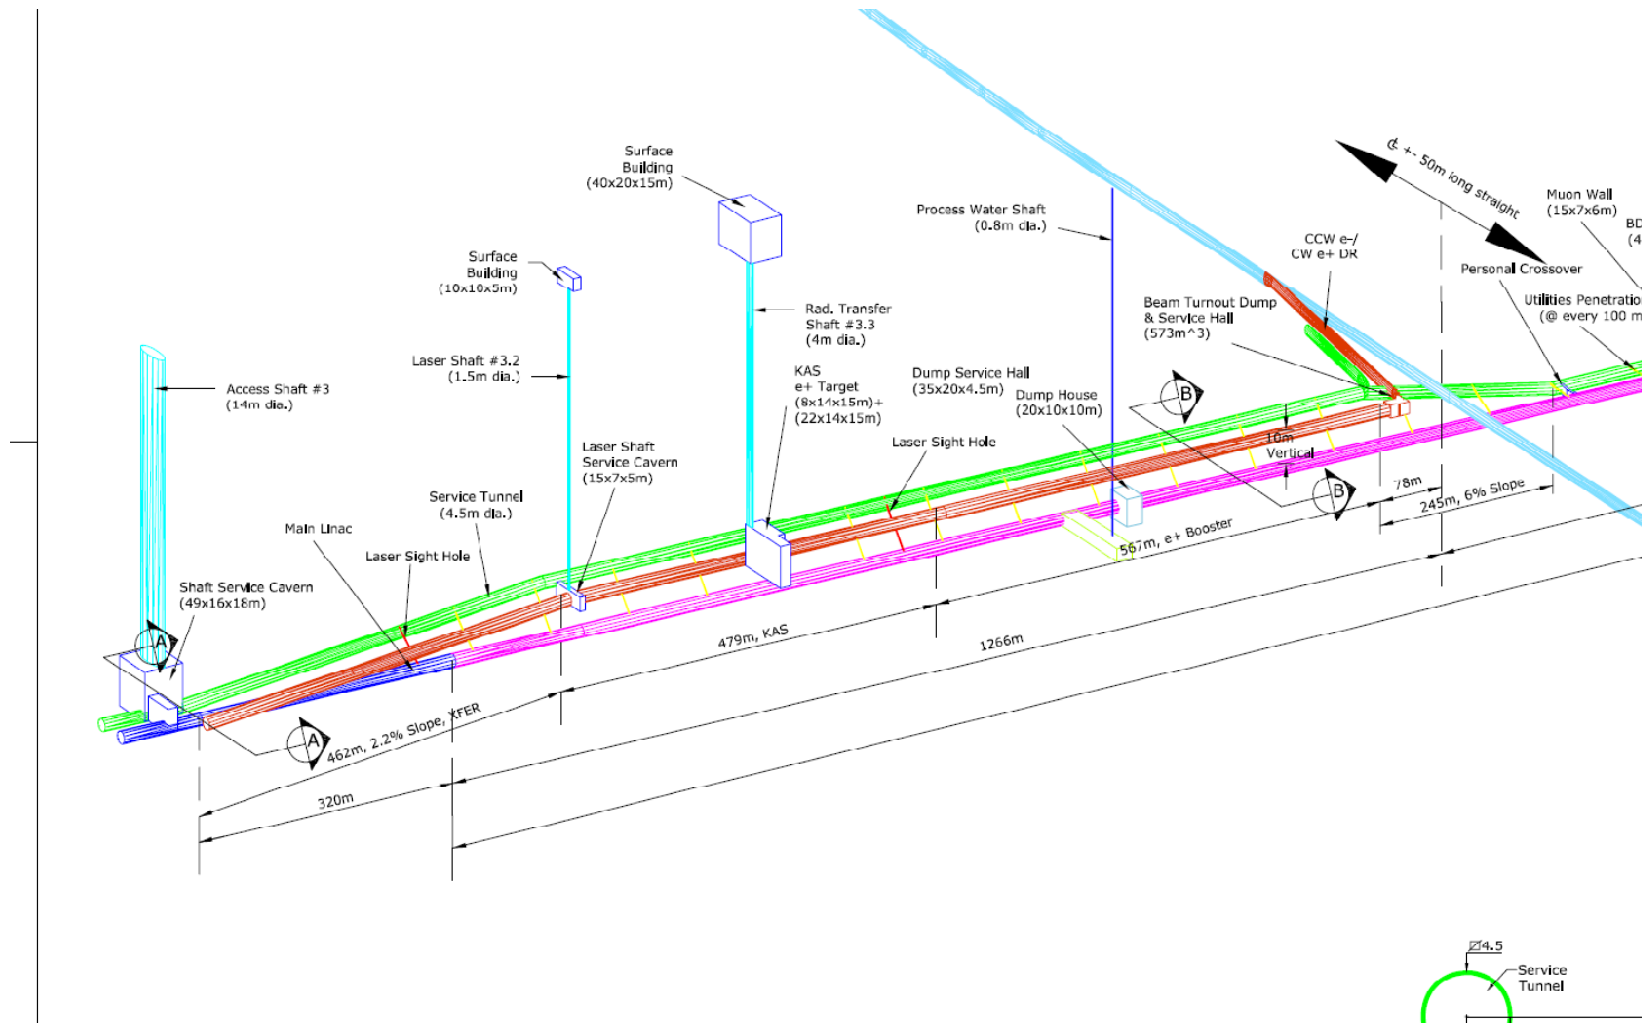 Surface
Building
(40x20x15m)
℄ +- 50m long straight
Muon Wall
(15x7x6m)
BD
(4
Process Water Shaft
(0.8m dia.)
CCW e-/
CW e+ DR
Personal Crossover
Surface
Building
(10x10x5m)
Utilities Penetratio
(@ every 100 m
Beam Turnout Dump
& Service Hall
(573m^3)
Rad. Transfer
Shaft #3.3
(4m dia.)
Laser Shaft #3.2
(1.5m dia.)
KAS
e+ Target
(8x14x15m)+
(22x14x15m)
Dump Service Hall
(35x20x4.5m)
Dump House
(20x10x10m)
B
Access Shaft #3
(14m dia.)
Laser Sight Hole
10m
Vertical
Laser Shaft
Service Cavern
(15x7x5m)
B
78m
245m, 6% Slope
Service Tunnel
(4.5m dia.)
Main Linac
567m, e+ Booster
Laser Sight Hole
Shaft Service Cavern
(49x16x18m)
A
479m, KAS
1266m
A
462m, 2.2% Slope, XFER
320m
4.5
Service
Tunnel